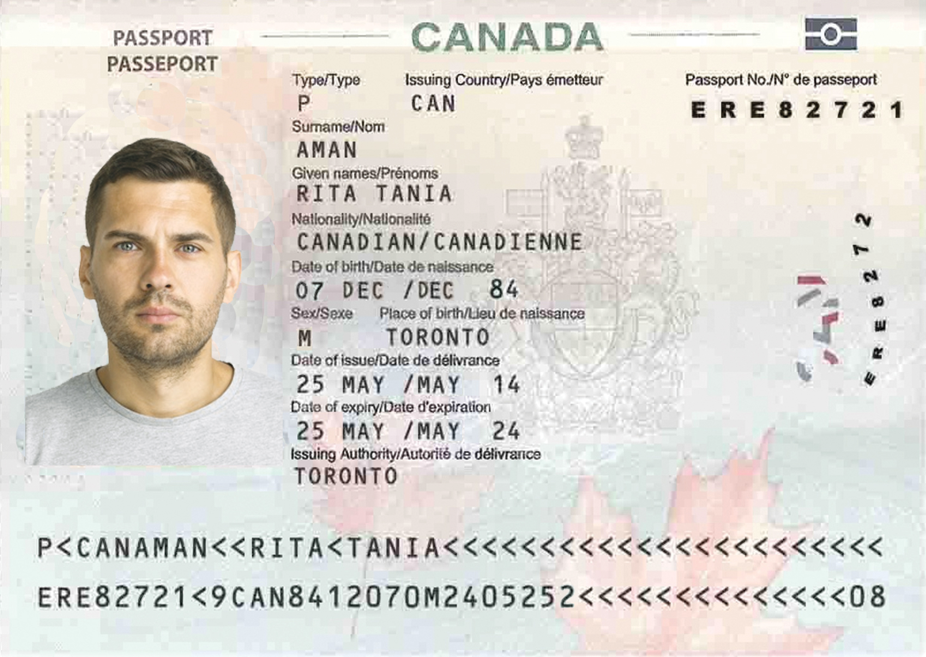 PASSPORT
PASSEPORT
CANADA
Type/Type Issuing Country/Pays émetteur Passport No./N° de passeport
P CAN ERE82721
Surname/Nom
AMAN
Given names/Prénoms
RITA TANIA
Nationality/Nationalité
CANADIAN/CANADIENNE
Date of birth/Date de naissance
07 DEC /DEC 84
Sex/Sexe Place of birth/Lieu de naissance
M TORONTO
Date of issue/Date de délivrance
25 MAY /MAY 14
Date of expiry/Date d'expiration
25 MAY /MAY 24
Issuing Authority/Autorité de délivrance
TORONTO
CAN
ERE8272
P<CANAMAN<<RITA<TANIA<<<<<<<<<<<<<<<<<<<<<<<
ERE82721<9CAN8412070M2405252<<<<<<<<<<<<<<08